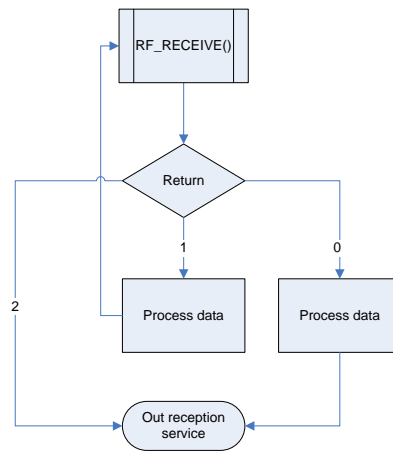 RF_RECEIVE()
Return
1
0
2
Process data
Process data
Out reception
service